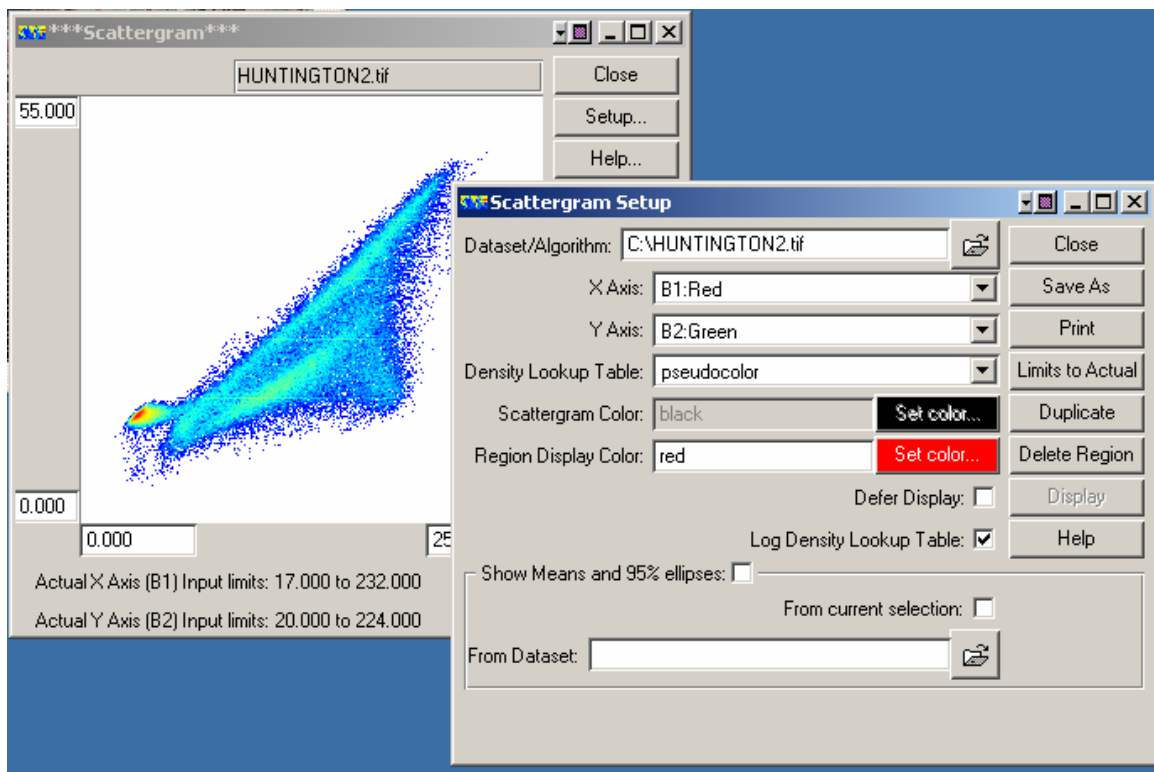 ***Scattergram***
HUNTINGTON2.tif
Close
55.000
Setup...
Help...
0.000
0.000
25
Actual X Axis (B1) Input limits: 17.000 to 232.000
Actual Y Axis (B2) Input limits: 20.000 to 224.000
Scattergram Setup
Dataset/Algorithm: C:\HUNTINGTON2.tif
Close
X Axis: B1:Red
Save As
Y Axis: B2:Green
Print
Density Lookup Table: pseudocolor
Limits to Actual
Scattergram Color: black Set color...
Duplicate
Region Display Color: red Set color...
Delete Region
Defer Display:
Display
Log Density Lookup Table:
Help
Show Means and 95% ellipses:
From current selection:
From Dataset: